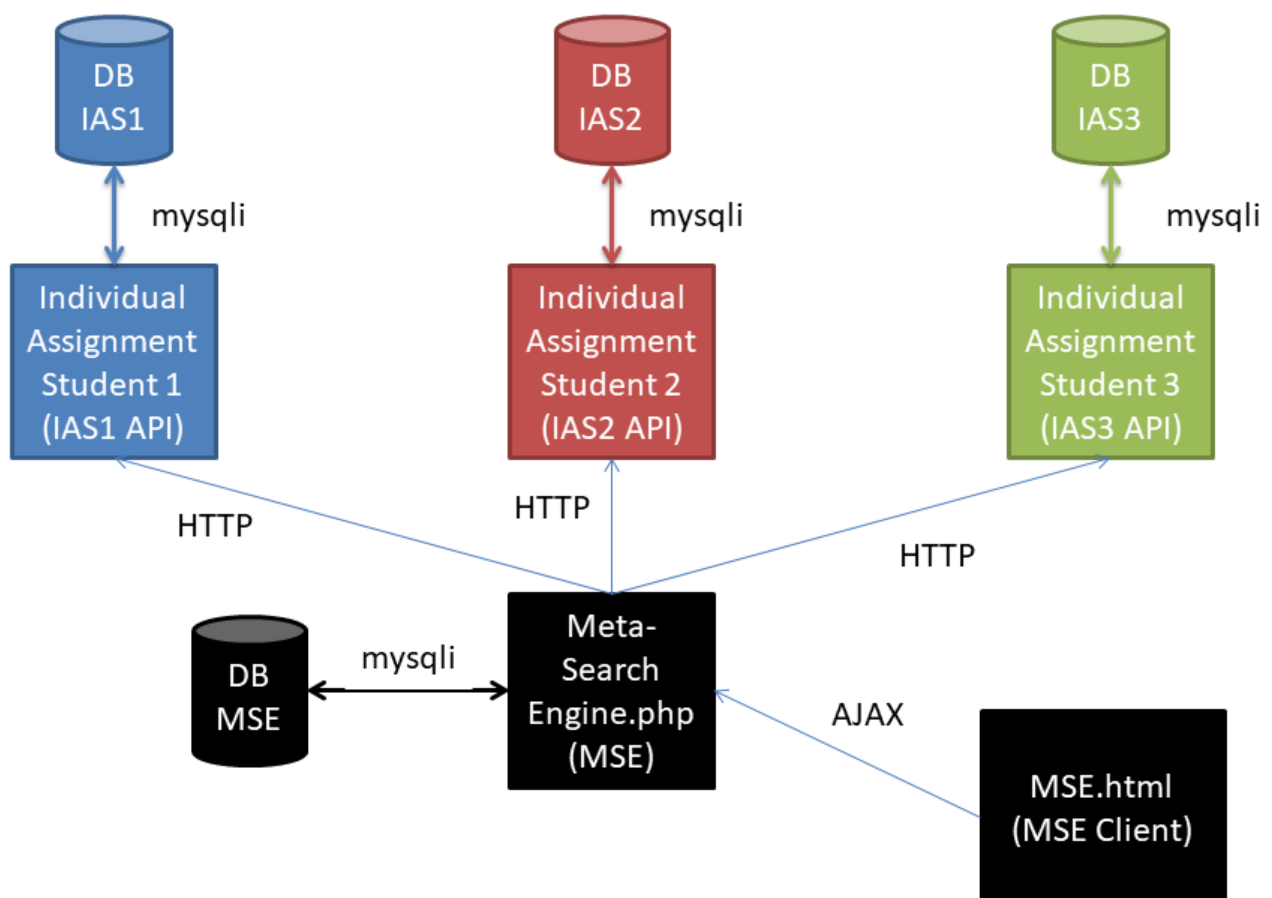 DB
IAS1
DB
IAS2
DB
IAS3
mysqli
mysqli
mysqli
Individual
Assignment
Student 1
(IAS1 API)
Individual
Assignment
Student 2
(IAS2 API)
Individual
Assignment
Student 3
(IAS3 API)
HTTP
HTTP
HTTP
DB
MSE
mysqli
Meta-
Search
Engine.php
(MSE)
AJAX
MSE.html
(MSE Client)